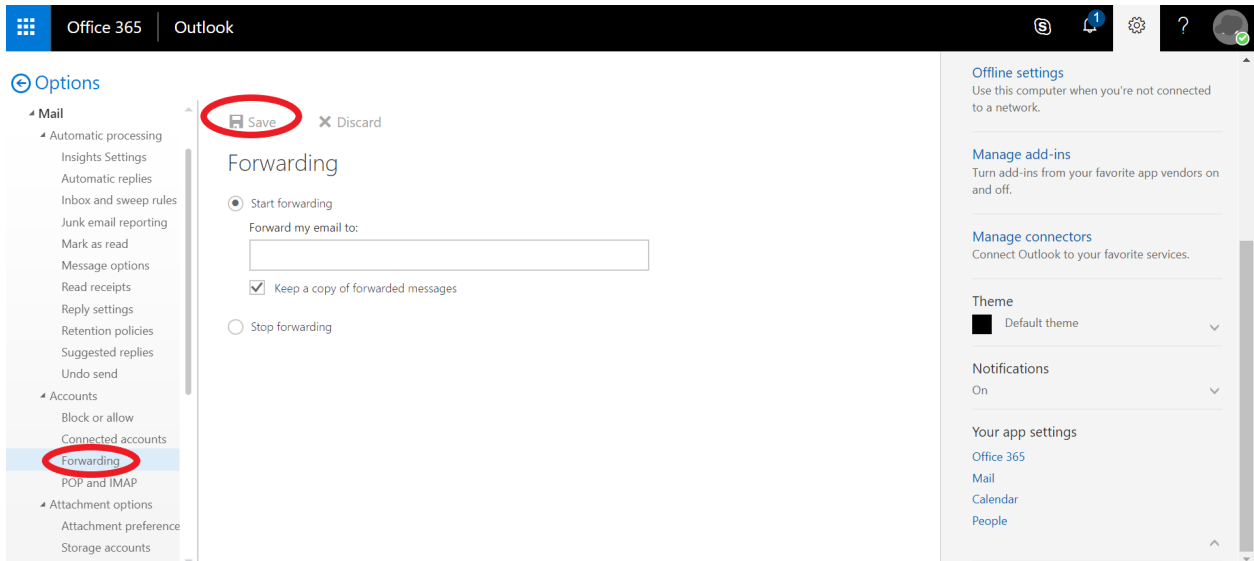 Office 365 Outlook 1 ?
Options
Mail
Automatic processing
Insights Settings
Automatic replies
Inbox and sweep rules
Junk email reporting
Mark as read
Message options
Read receipts
Reply settings
Retention policies
Suggested replies
Undo send
Accounts
Block or allow
Connected accounts
Forwarding
POP and IMAP
Attachment options
Attachment preference
Storage accounts
Save Discard
Forwarding
Start forwarding
Forward my email to:
Keep a copy of forwarded messages
Stop forwarding
Offline settings
Use this computer when you're not connected
to a network.
Manage add-ins
Turn add-ins from your favorite app vendors on
and off.
Manage connectors
Connect Outlook to your favorite services.
Theme
Default theme
Notifications
On
Your app settings
Office 365
Mail
Calendar
People